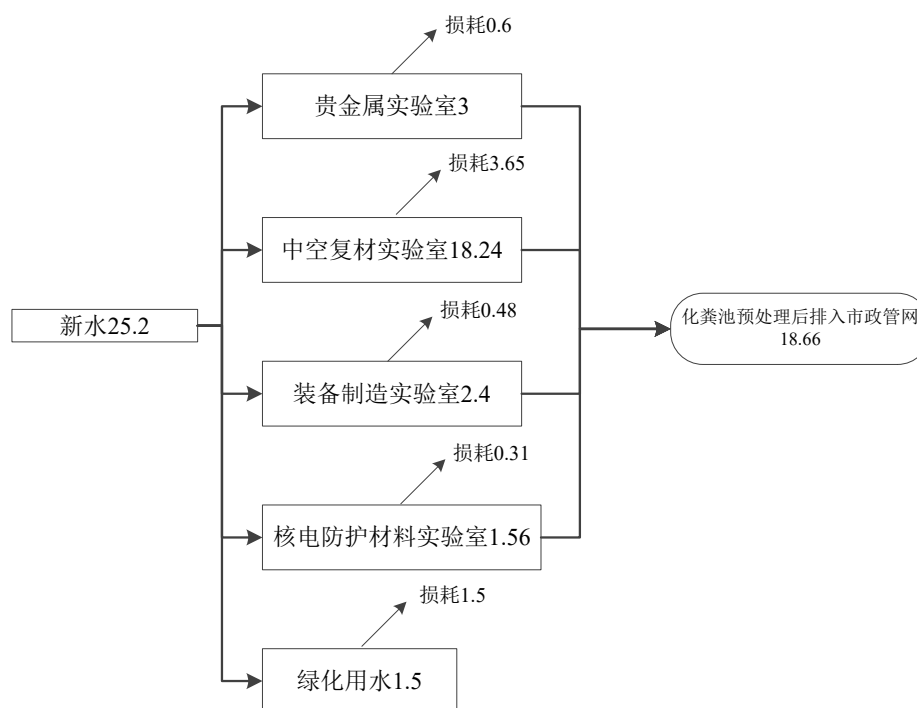 损耗0.6
贵金属实验室3
损耗3.65
中空复材实验室18.24
损耗0.48
新水25.2
化粪池预处理后排入市政管网
18.66
装备制造实验室2.4
损耗0.31
核电防护材料实验室1.56
损耗1.5
绿化用水1.5